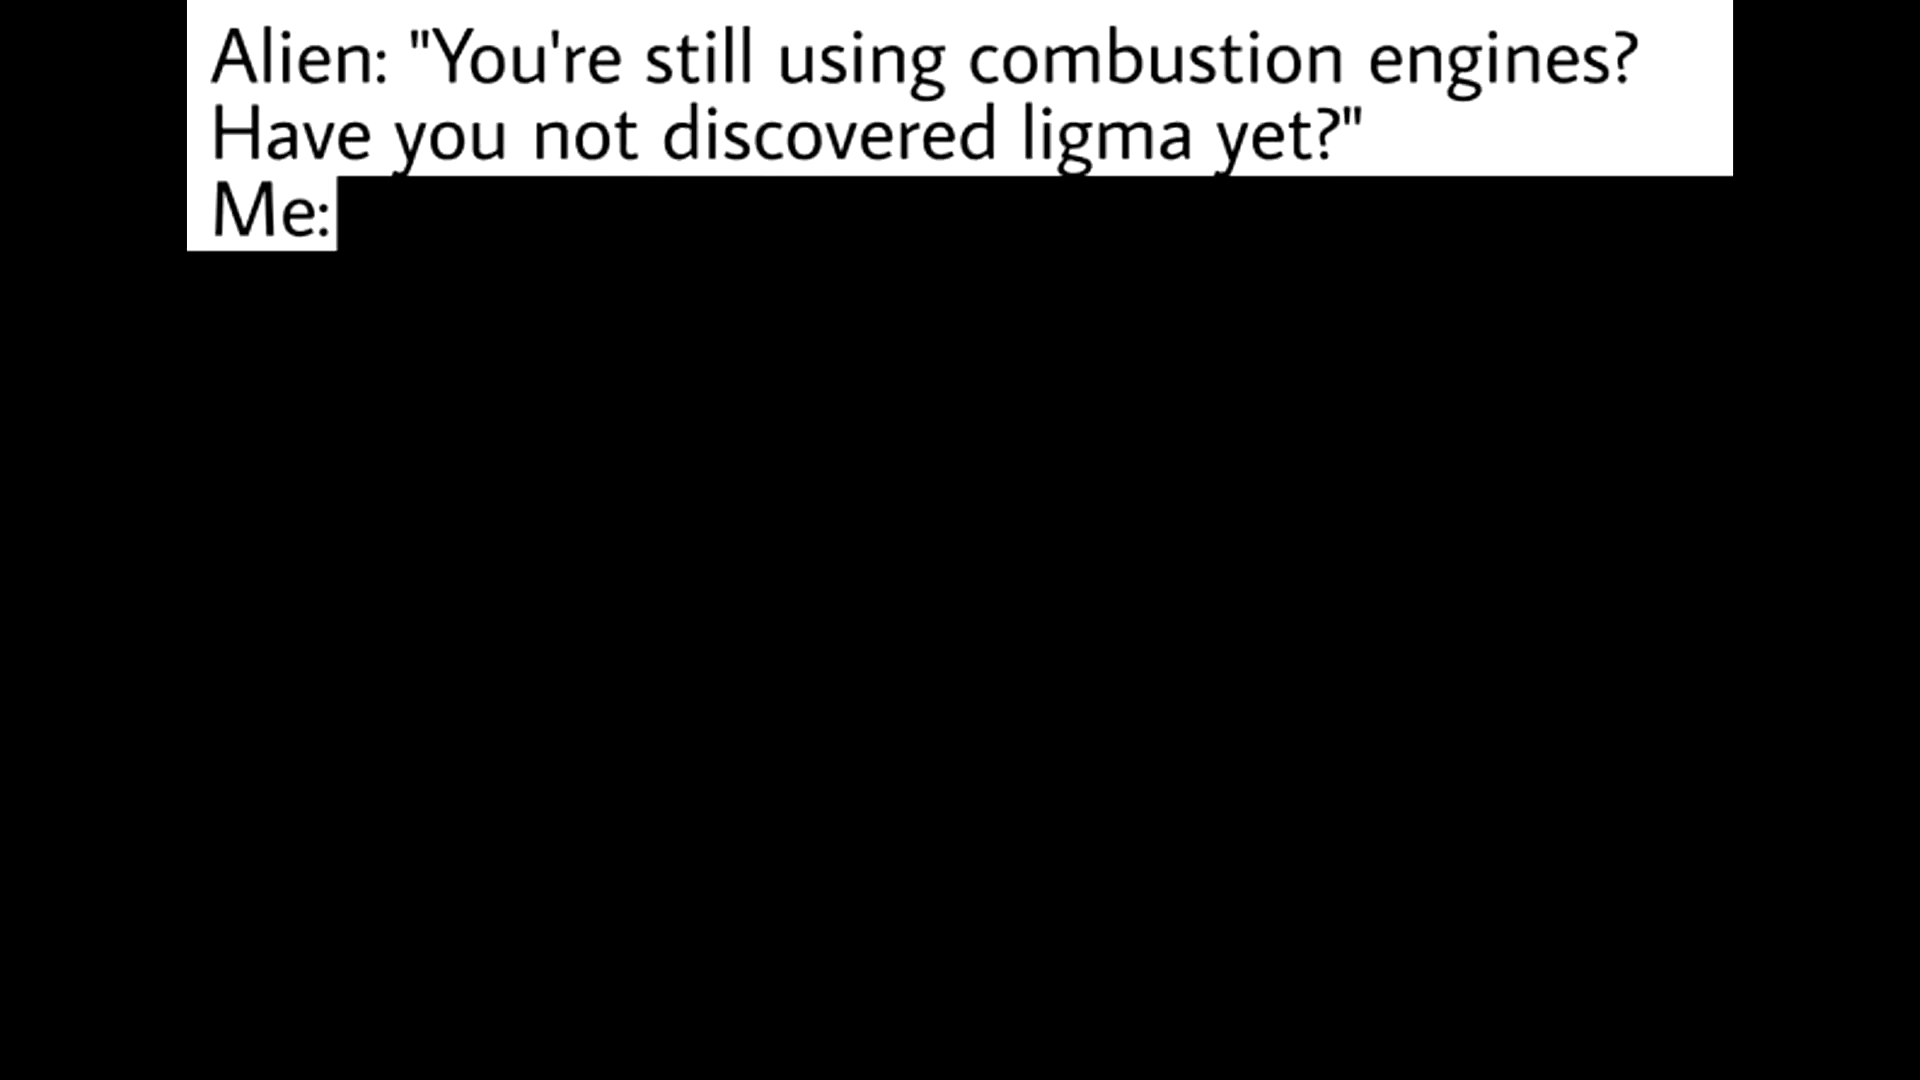 Alien: "You're still using combustion engines?
Have you not discovered ligma yet?"
Me: